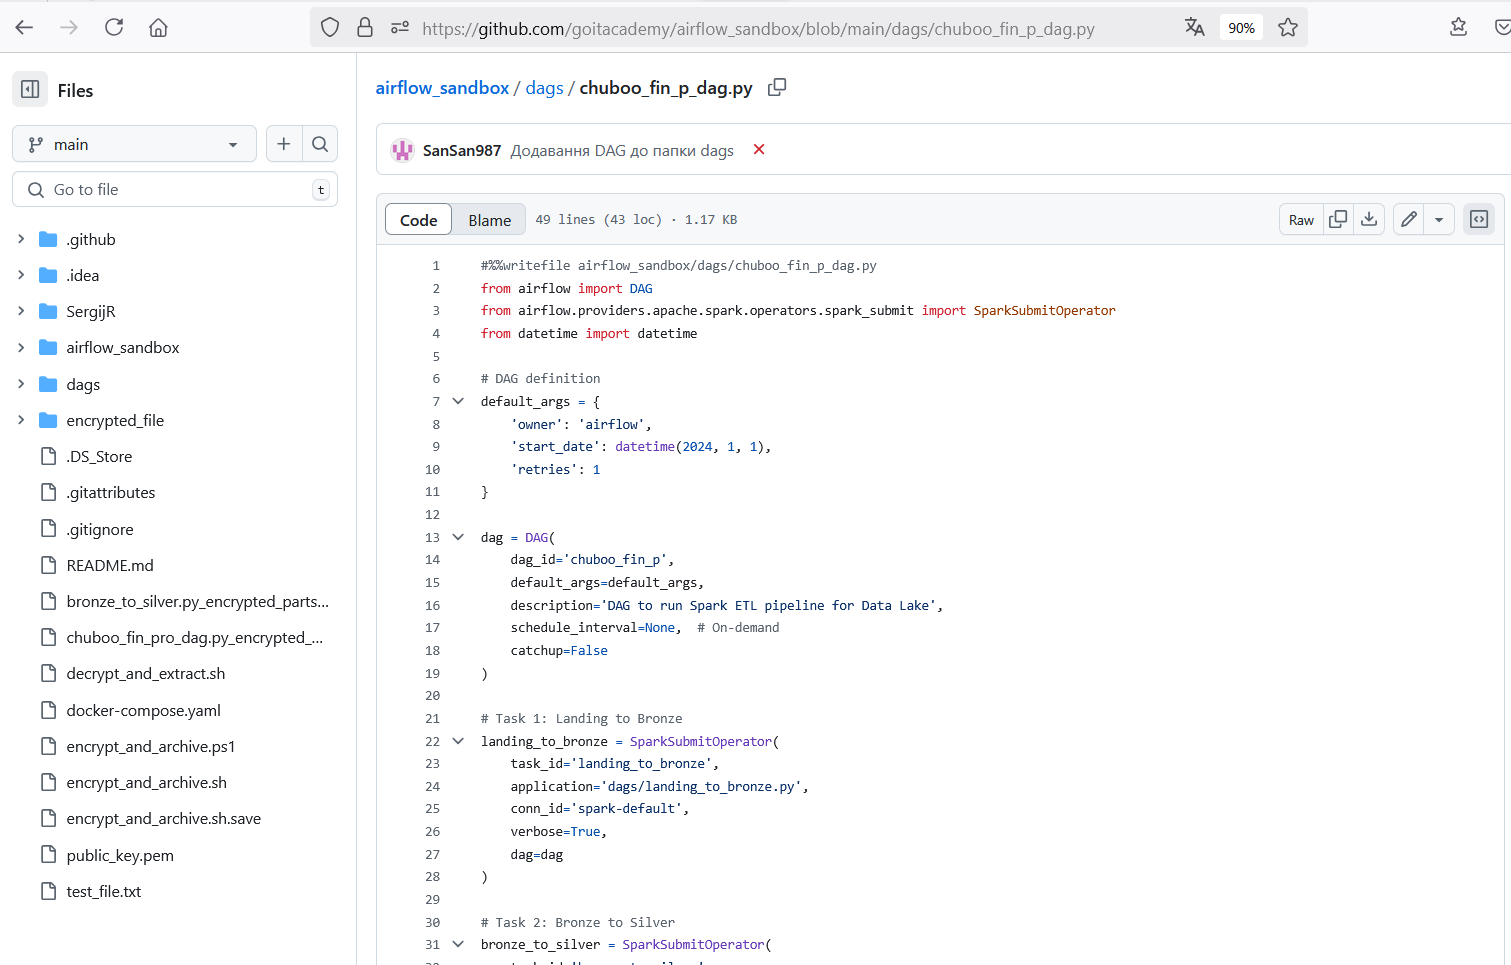 https://github.com/goitacademy/airflow_sandbox/blob/main/dags/chuboo_fin_p_dag.py
90%
Files
main
Go to file
t
.github
.idea
SergijR
airflow_sandbox
dags
encrypted_file
.DS_Store
.gitattributes
.gitignore
README.md
bronze_to_silver.py_encrypted_parts...
chuboo_fin_pro_dag.py_encrypted_...
decrypt_and_extract.sh
docker-compose.yaml
encrypt_and_archive.ps1
encrypt_and_archive.sh
encrypt_and_archive.sh.save
public_key.pem
test_file.txt
airflow_sandbox / dags / chuboo_fin_p_dag.py
SanSan987 Додавання DAG до папки dags
Code Blame 49 lines (43 loc) · 1.17 KB
Raw
1 #%%writefile airflow_sandbox/dags/chuboo_fin_p_dag.py
2 from airflow import DAG
3 from airflow.providers.apache.spark.operators.spark_submit import SparkSubmitOperator
4 from datetime import datetime
5
6 # DAG definition
7 default_args = {
8 'owner': 'airflow',
9 'start_date': datetime(2024, 1, 1),
10 'retries': 1
11 }
12
13 dag = DAG(
14 dag_id='chuboo_fin_p',
15 default_args=default_args,
16 description='DAG to run Spark ETL pipeline for Data Lake',
17 schedule_interval=None, # On-demand
18 catchup=False
19 )
20
21 # Task 1: Landing to Bronze
22 landing_to_bronze = SparkSubmitOperator(
23 task_id='landing_to_bronze',
24 application='dags/landing_to_bronze.py',
25 conn_id='spark-default',
26 verbose=True,
27 dag=dag
28 )
29
30 # Task 2: Bronze to Silver
31 bronze_to_silver = SparkSubmitOperator(